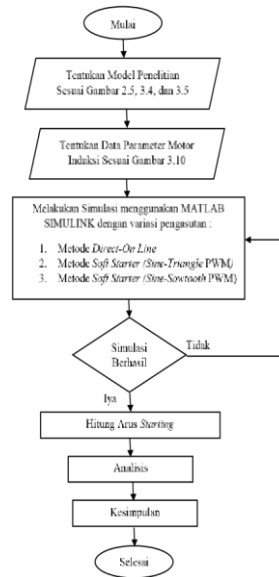 Mulai
Tentukan Model Penelitian
Sesuai Gambar 2.5, 3.4, dan 3.5
Tentukan Data Parameter Motor
Induksi Sesuai Gambar 3.10
Melakukan Simulasi menggunakan MATLAB
SIMULINK dengan variasi pengasutan :
1. Metode Direct-On Line
2. Metode Soft Starter (Sine-Triangle PWM)
3. Metode Soft Starter (Sine-Sawtooth PWM)
Simulasi
Berhasil
Tidak
Iya
Hitung Arus Starting
Analisis
Kesimpulan
Selesai